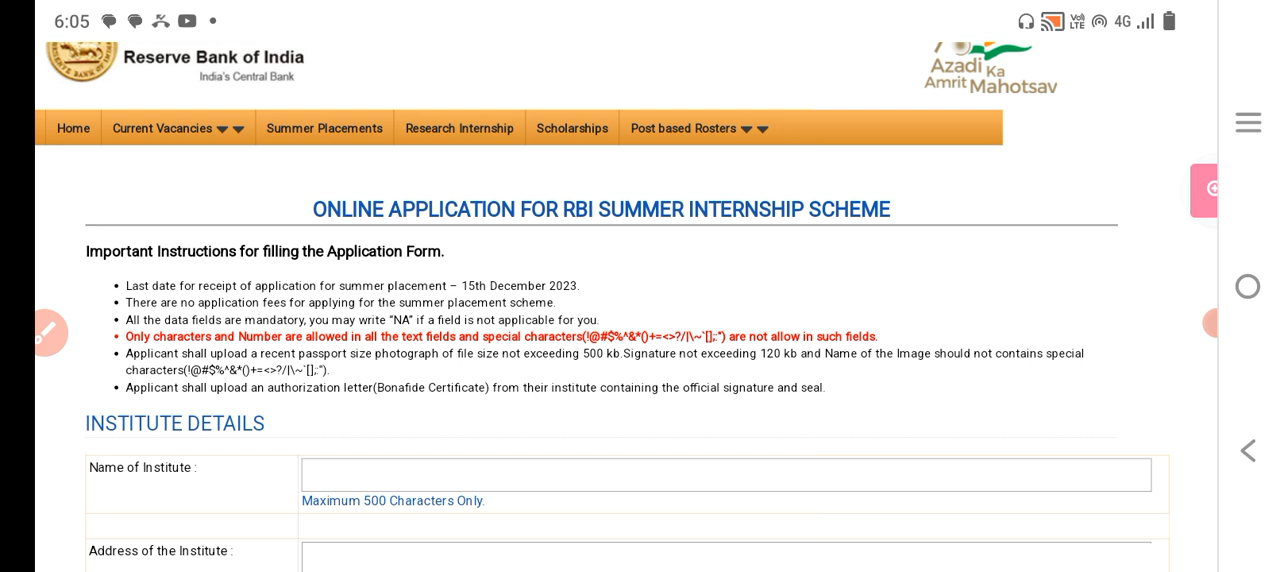 6:05
Vo)
LTE
4G
Reserve Bank of India
India's Central Bank
Azadi Ka
Amrit Mahotsav
Home Current Vacancies Summer Placements Research Internship Scholarships Post based Rosters
ONLINE APPLICATION FOR RBI SUMMER INTERNSHIP SCHEME
Important Instructions for filling the Application Form.
• Last date for receipt of application for summer placement – 15th December 2023.
• There are no application fees for applying for the summer placement scheme.
• All the data fields are mandatory, you may write “NA” if a field is not applicable for you.
• Only characters and Number are allowed in all the text fields and special characters(!@#$%^&*()+=<>?/|\~`[];:") are not allow in such fields.
• Applicant shall upload a recent passport size photograph of file size not exceeding 500 kb.Signature not exceeding 120 kb and Name of the Image should not contains special
characters(!@#$%^&*()+=<>?/|\~`[];:").
• Applicant shall upload an authorization letter(Bonafide Certificate) from their institute containing the official signature and seal.
INSTITUTE DETAILS
Name of Institute :
Maximum 500 Characters Only.
Address of the Institute :